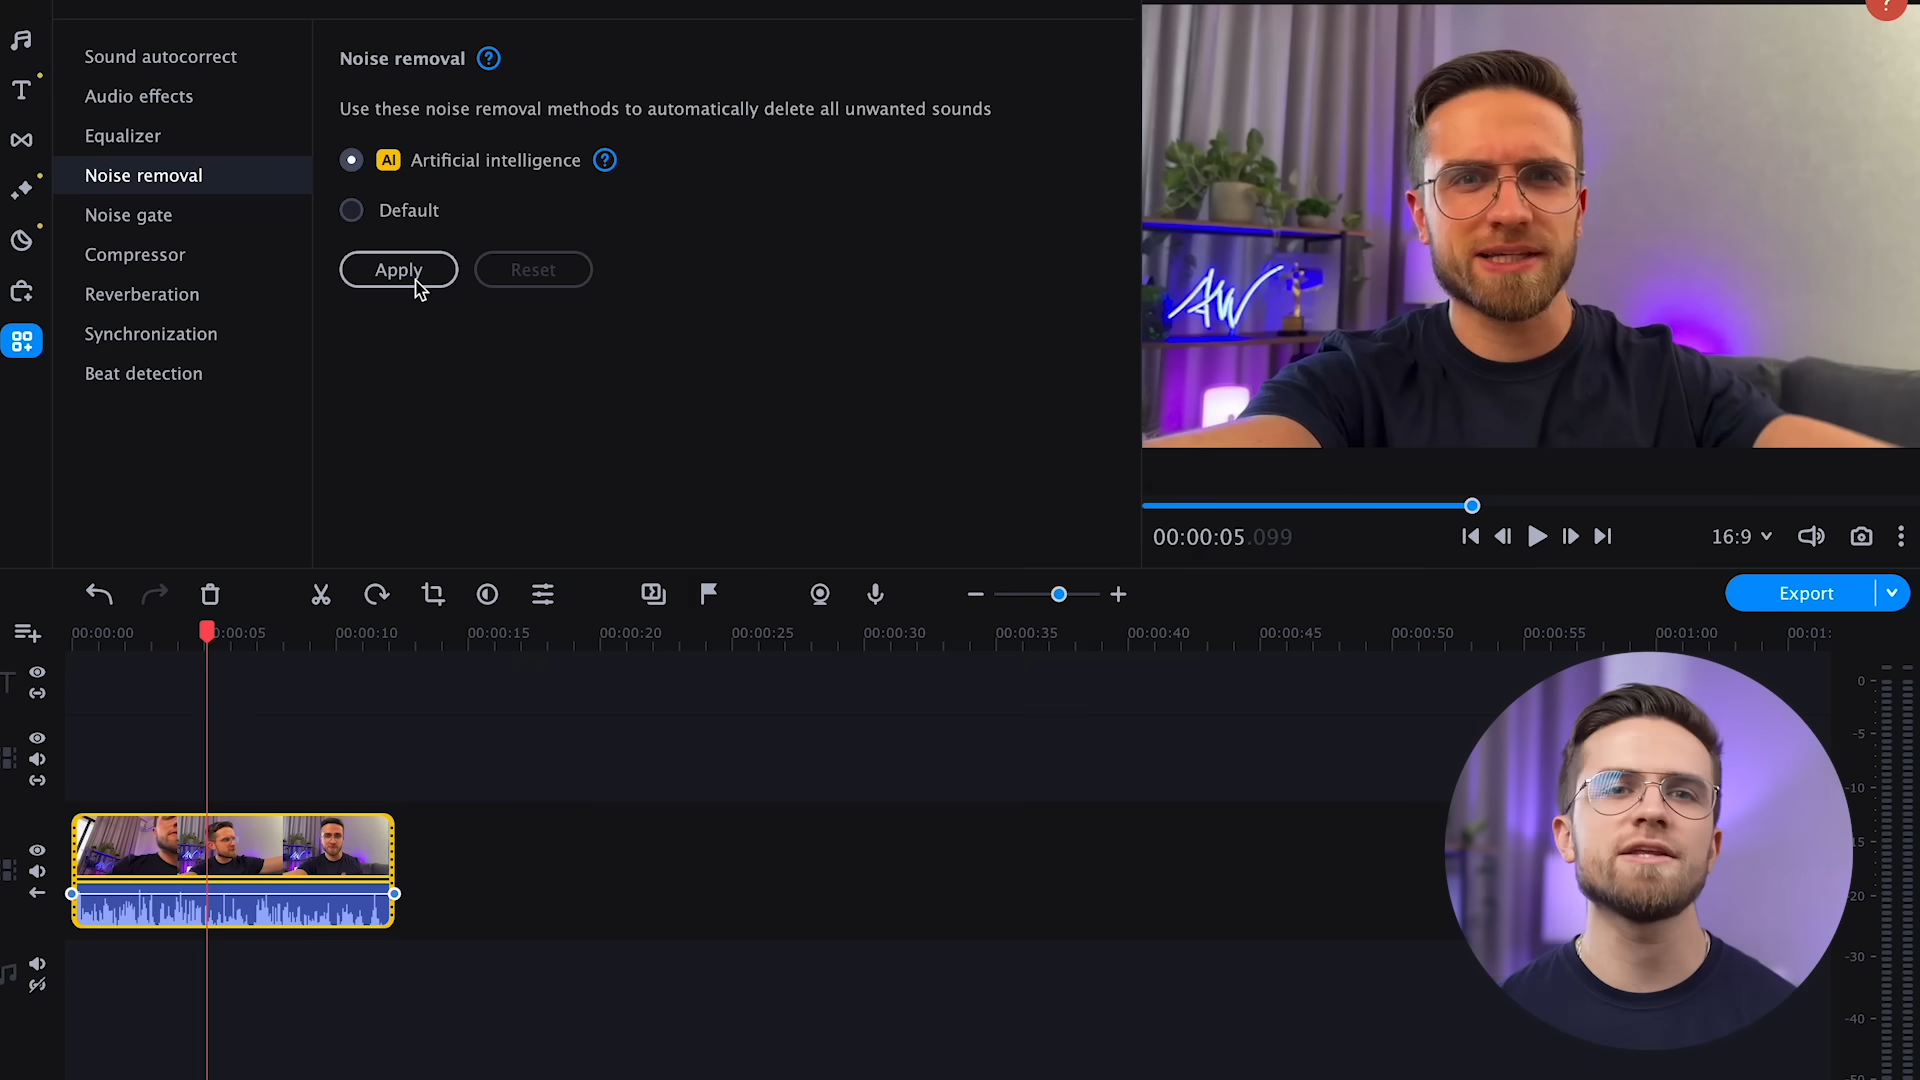 ?
Sound autocorrect
Audio effects
Equalizer
Noise removal
Noise gate
Compressor
Reverberation
Synchronization
Beat detection
Noise removal ?
Use these noise removal methods to automatically delete all unwanted sounds
AI Artificial intelligence ?
Default
Apply Reset
AW
00:00:05.099
16:9
Export
00:00:00 0:00:05 00:00:10 00:00:15 00:00:20 00:00:25 00:00:30 00:00:35 00:00:40 00:00:45 00:00:50 00:00:55 00:01:00 00:01:
0
-5
-10
15
20
-30
-40